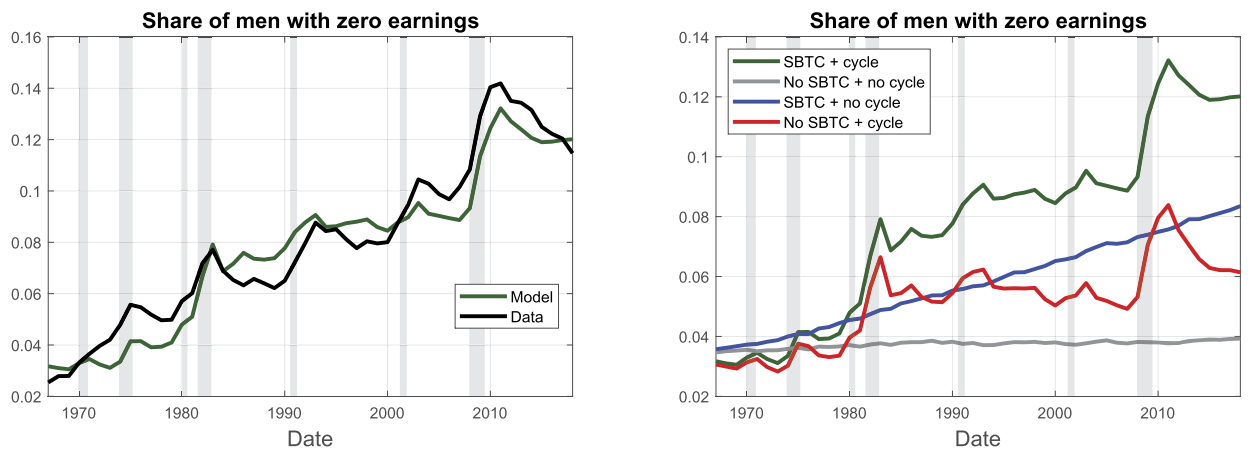 Share of men with zero earnings
0.16
0.14
0.12
0.1
0.08
0.06
0.04
0.02
Model
Data
1970 1980 1990 2000 2010
Date
Share of men with zero earnings
0.14
0.12
0.1
0.08
0.06
0.04
0.02
SBTC + cycle
No SBTC + no cycle
SBTC + no cycle
No SBTC + cycle
1970 1980 1990 2000 2010
Date